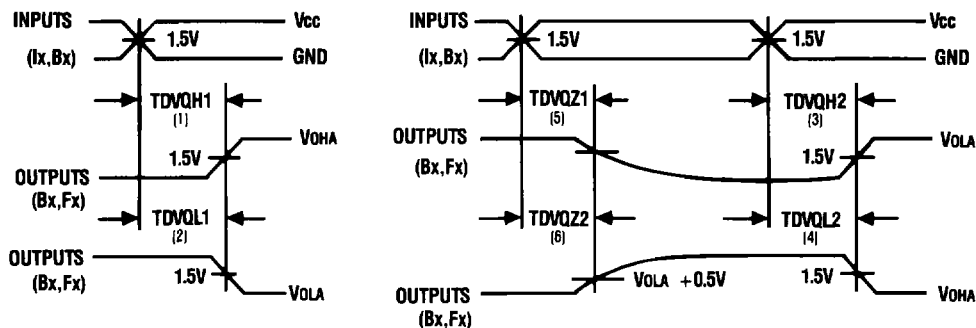 INPUTS
(Ix,Bx)
1.5V
Vcc
GND
TDVQH1
(1)
OUTPUTS
(Bx,Fx)
1.5V
VOHA
TDVQL1
(2)
OUTPUTS
(Bx,Fx)
1.5V
VOLA
INPUTS
(Ix,Bx)
1.5V
1.5V
Vcc
GND
TDVQZ1
(5)
TDVQH2
(3)
OUTPUTS
(Bx,Fx)
1.5V
VOLA
TDVQZ2
(6)
TDVQL2
(4)
OUTPUTS
(Bx,Fx)
VOLA +0.5V
1.5V
VOHA